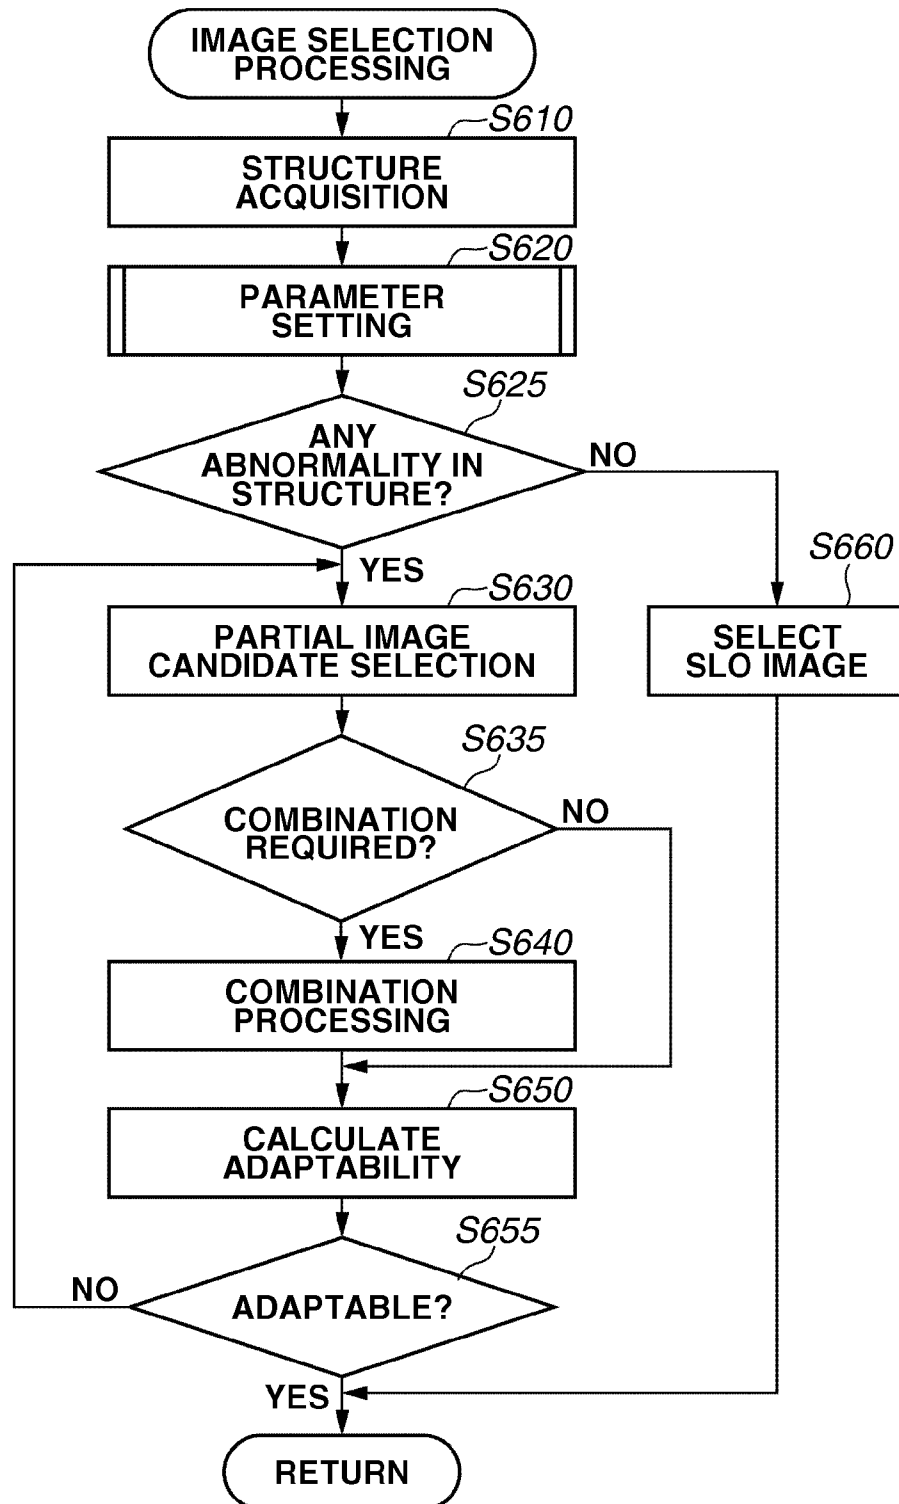 IMAGE SELECTION
PROCESSING
S610
STRUCTURE
ACQUISITION
S620
PARAMETER
SETTING
S625
ANY
ABNORMALITY IN
STRUCTURE?
NO
YES
S660
SELECT
SLO IMAGE
S630
PARTIAL IMAGE
CANDIDATE SELECTION
S635
COMBINATION
REQUIRED?
NO
YES
S640
COMBINATION
PROCESSING
S650
CALCULATE
ADAPTABILITY
S655
ADAPTABLE?
NO
YES
RETURN